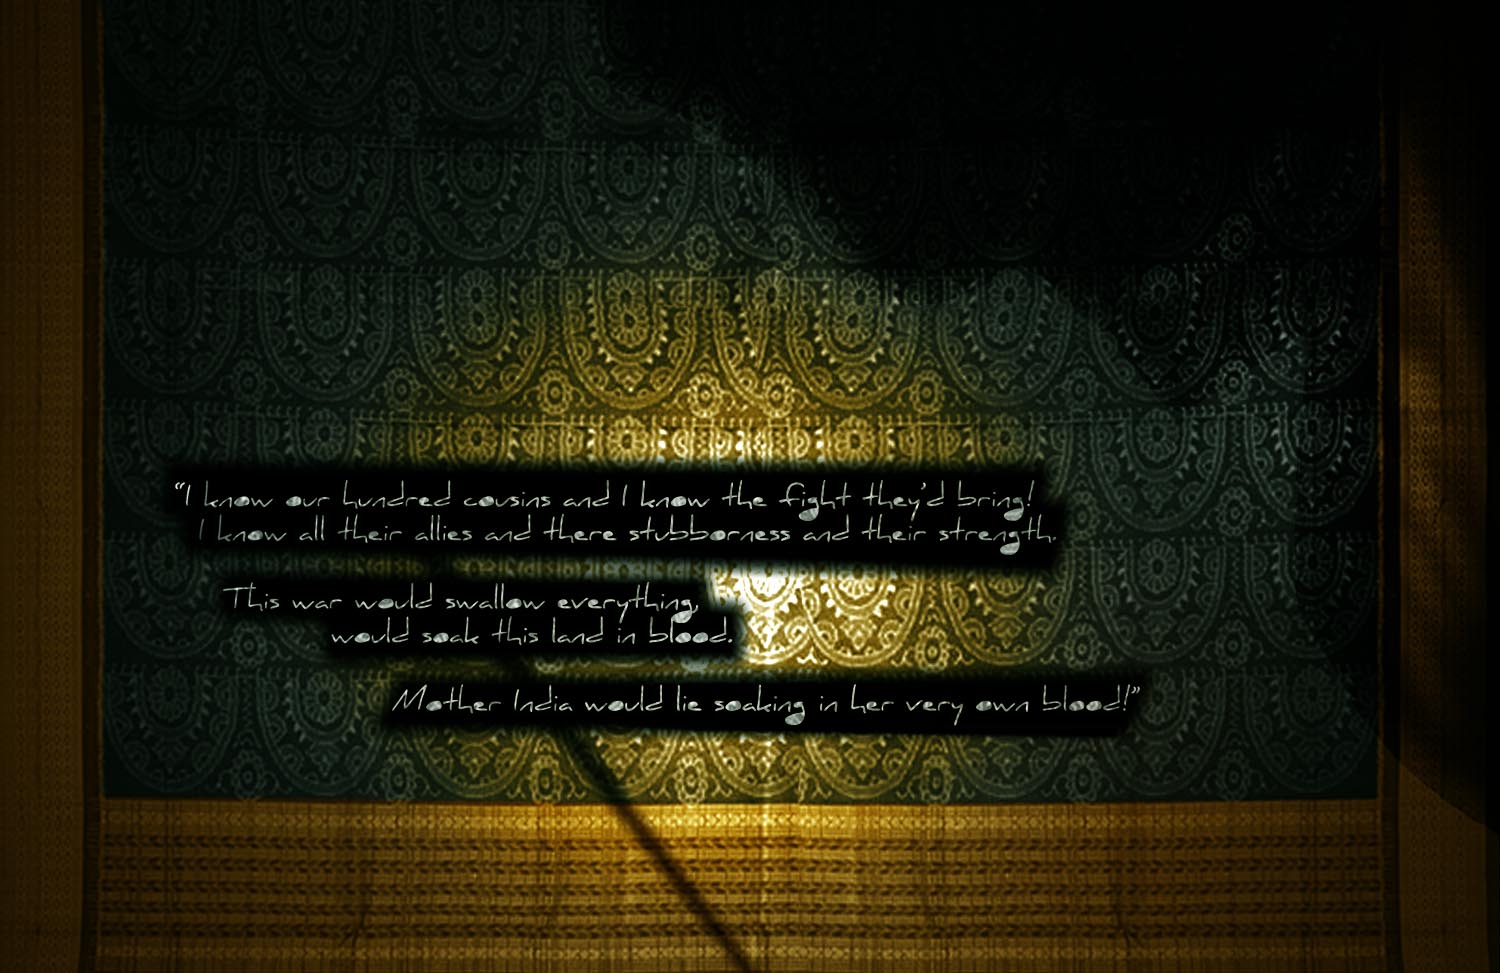 “I know our hundred cousins and I know the fight they’d bring!
I know all their allies and there stubborness and their strength.
This war would swallow everything,
would soak this land in blood.
Mother India would lie soaking in her very own blood!”